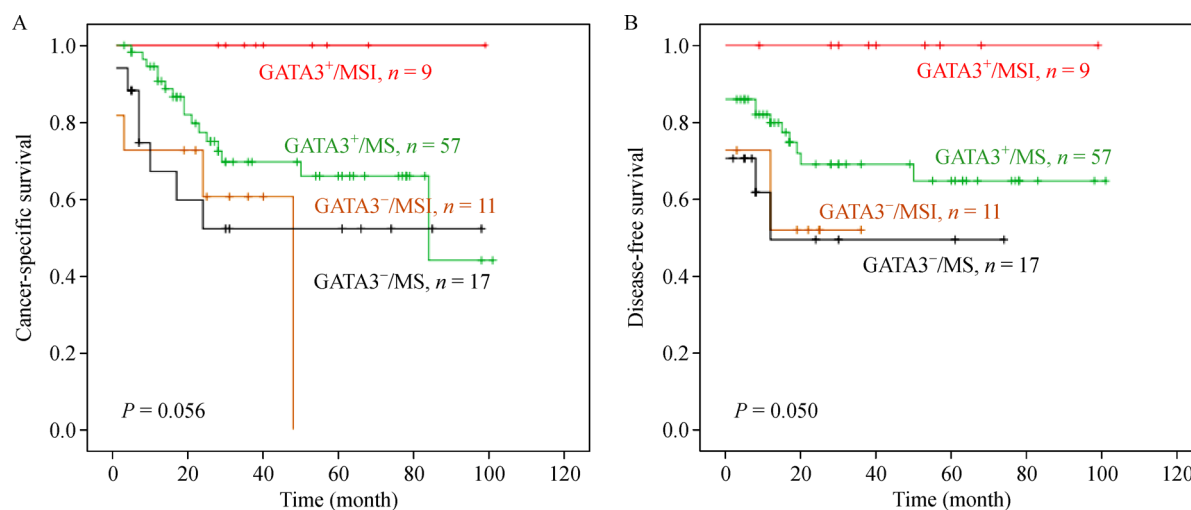 A
Cancer-specific survival
1.0
0.8
0.6
0.4
0.2
0.0
GATA3⁺/MSI, n = 9
GATA3⁺/MS, n = 57
GATA3⁻/MSI, n = 11
GATA3⁻/MS, n = 17
P = 0.056
0 20 40 60 80 100 120
Time (month)
B
Disease-free survival
1.0
0.8
0.6
0.4
0.2
0.0
GATA3⁺/MSI, n = 9
GATA3⁺/MS, n = 57
GATA3⁻/MSI, n = 11
GATA3⁻/MS, n = 17
P = 0.050
0 20 40 60 80 100 120
Time (month)